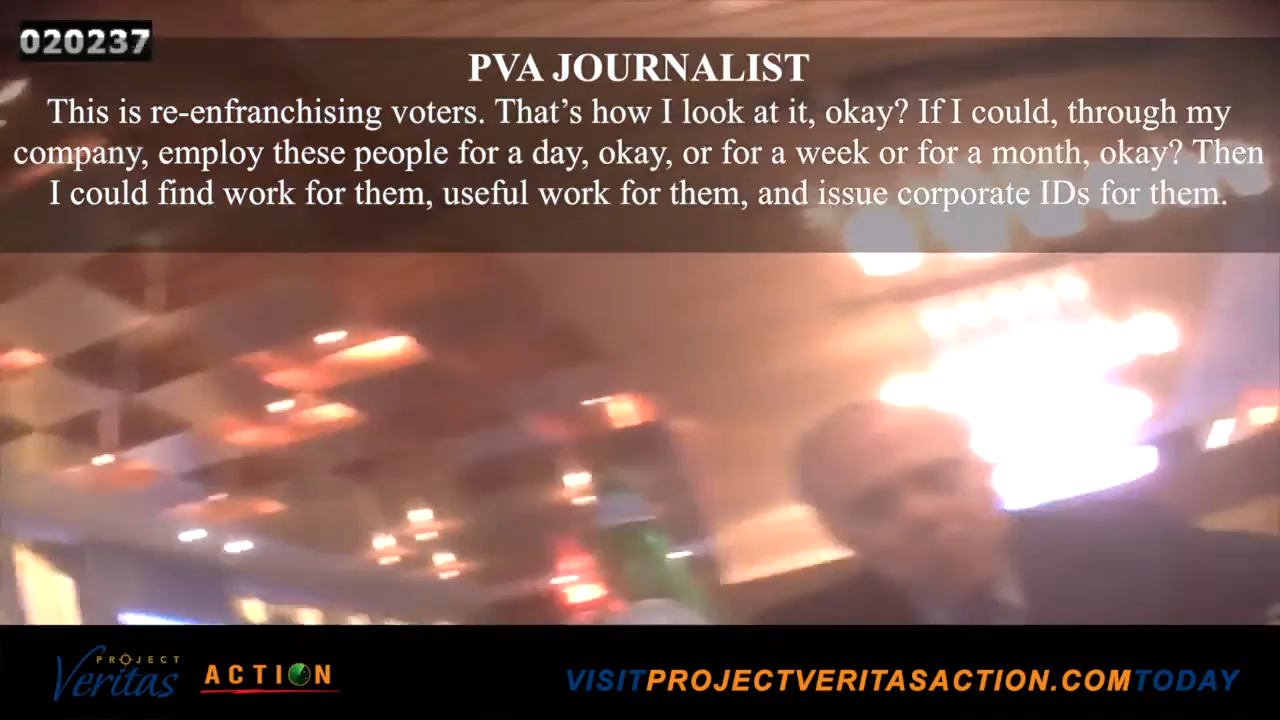 020237
PVA JOURNALIST
This is re-enfranchising voters. That’s how I look at it, okay? If I could, through my
company, employ these people for a day, okay, or for a week or for a month, okay? Then
I could find work for them, useful work for them, and issue corporate IDs for them.
PROJECT
Veritas ACTION
VISITPROJECTVERITASACTION.COMTODAY